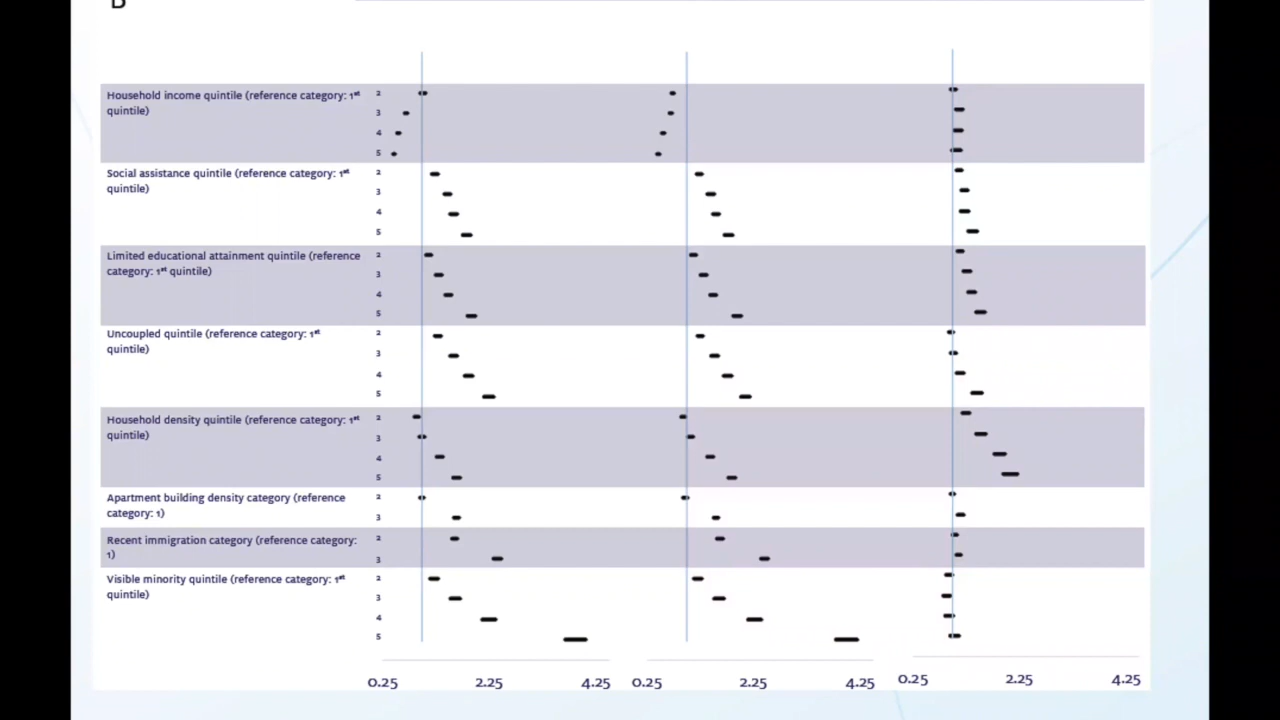 Household income quintile (reference category: 1st
quintile)
2
3
4
5
Social assistance quintile (reference category: 1st
quintile)
2
3
4
5
Limited educational attainment quintile (reference
category: 1st quintile)
2
3
4
5
Uncoupled quintile (reference category: 1st
quintile)
2
3
4
5
Household density quintile (reference category: 1st
quintile)
2
3
4
5
Apartment building density category (reference
category: 1)
2
3
Recent immigration category (reference category:
1)
2
3
Visible minority quintile (reference category: 1st
quintile)
2
3
4
5
0.25 2.25 4.25 0.25 2.25 4.25 0.25 2.25 4.25